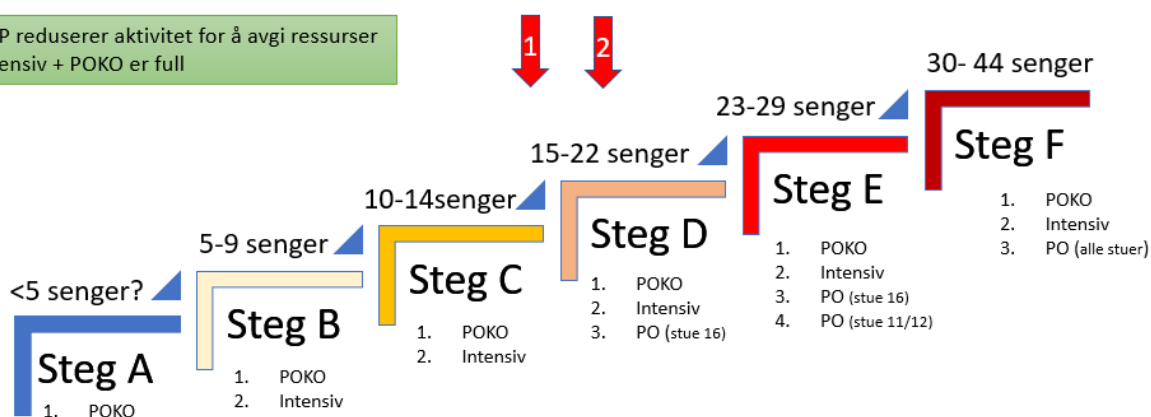 P reduserer aktivitet for å avgi ressurser
ensiv + POKO er full
1
2
30- 44 senger
23-29 senger
15-22 senger
10-14senger
5-9 senger
<5 senger?
Steg F
1. POKO
2. Intensiv
3. PO (alle stuer)
Steg E
1. POKO
2. Intensiv
3. PO (stue 16)
4. PO (stue 11/12)
Steg D
1. POKO
2. Intensiv
3. PO (stue 16)
Steg C
1. POKO
2. Intensiv
Steg B
1. POKO
2. Intensiv
Steg A
1. POKO